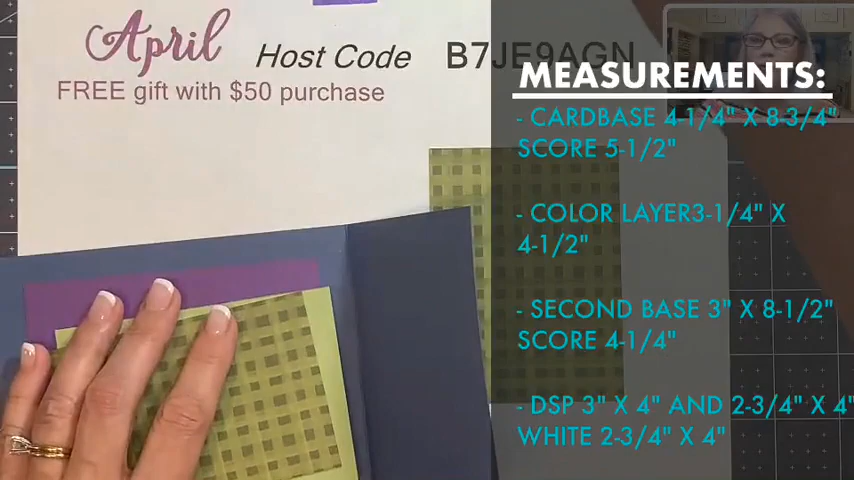 April
Host Code B7JE9AGN
FREE gift with $50 purchase
MEASUREMENTS:
- CARDBASE 4-1/4" X 8-3/4"
SCORE 5-1/2"
- COLOR LAYER3-1/4" X
4-1/2"
- SECOND BASE 3" X 8-1/2"
SCORE 4-1/4"
- DSP 3" X 4" AND 2-3/4" X 4"
WHITE 2-3/4" X 4"